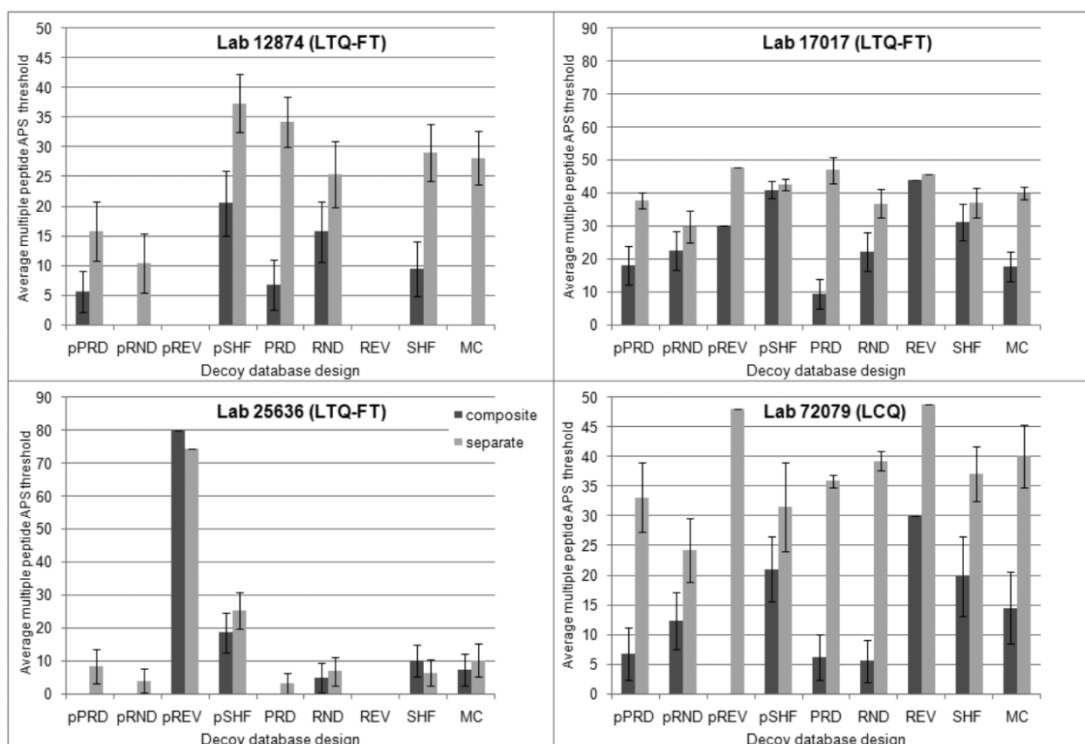 Lab 12874 (LTQ-FT)
Average multiple peptide APS threshold
50
45
40
35
30
25
20
15
10
5
0
pPRD pRND pREV pSHF PRD RND REV SHF MC
Decoy database design
Lab 17017 (LTQ-FT)
Average multiple peptide APS threshold
90
80
70
60
50
40
30
20
10
0
pPRD pRND pREV pSHF PRD RND REV SHF MC
Decoy database design
Lab 25636 (LTQ-FT)
composite
separate
Average multiple peptide APS threshold
90
80
70
60
50
40
30
20
10
0
pPRD pRND pREV pSHF PRD RND REV SHF MC
Decoy database design
Lab 72079 (LCQ)
Average multiple peptide APS threshold
50
45
40
35
30
25
20
15
10
5
0
pPRD pRND pREV pSHF PRD RND REV SHF MC
Decoy database design